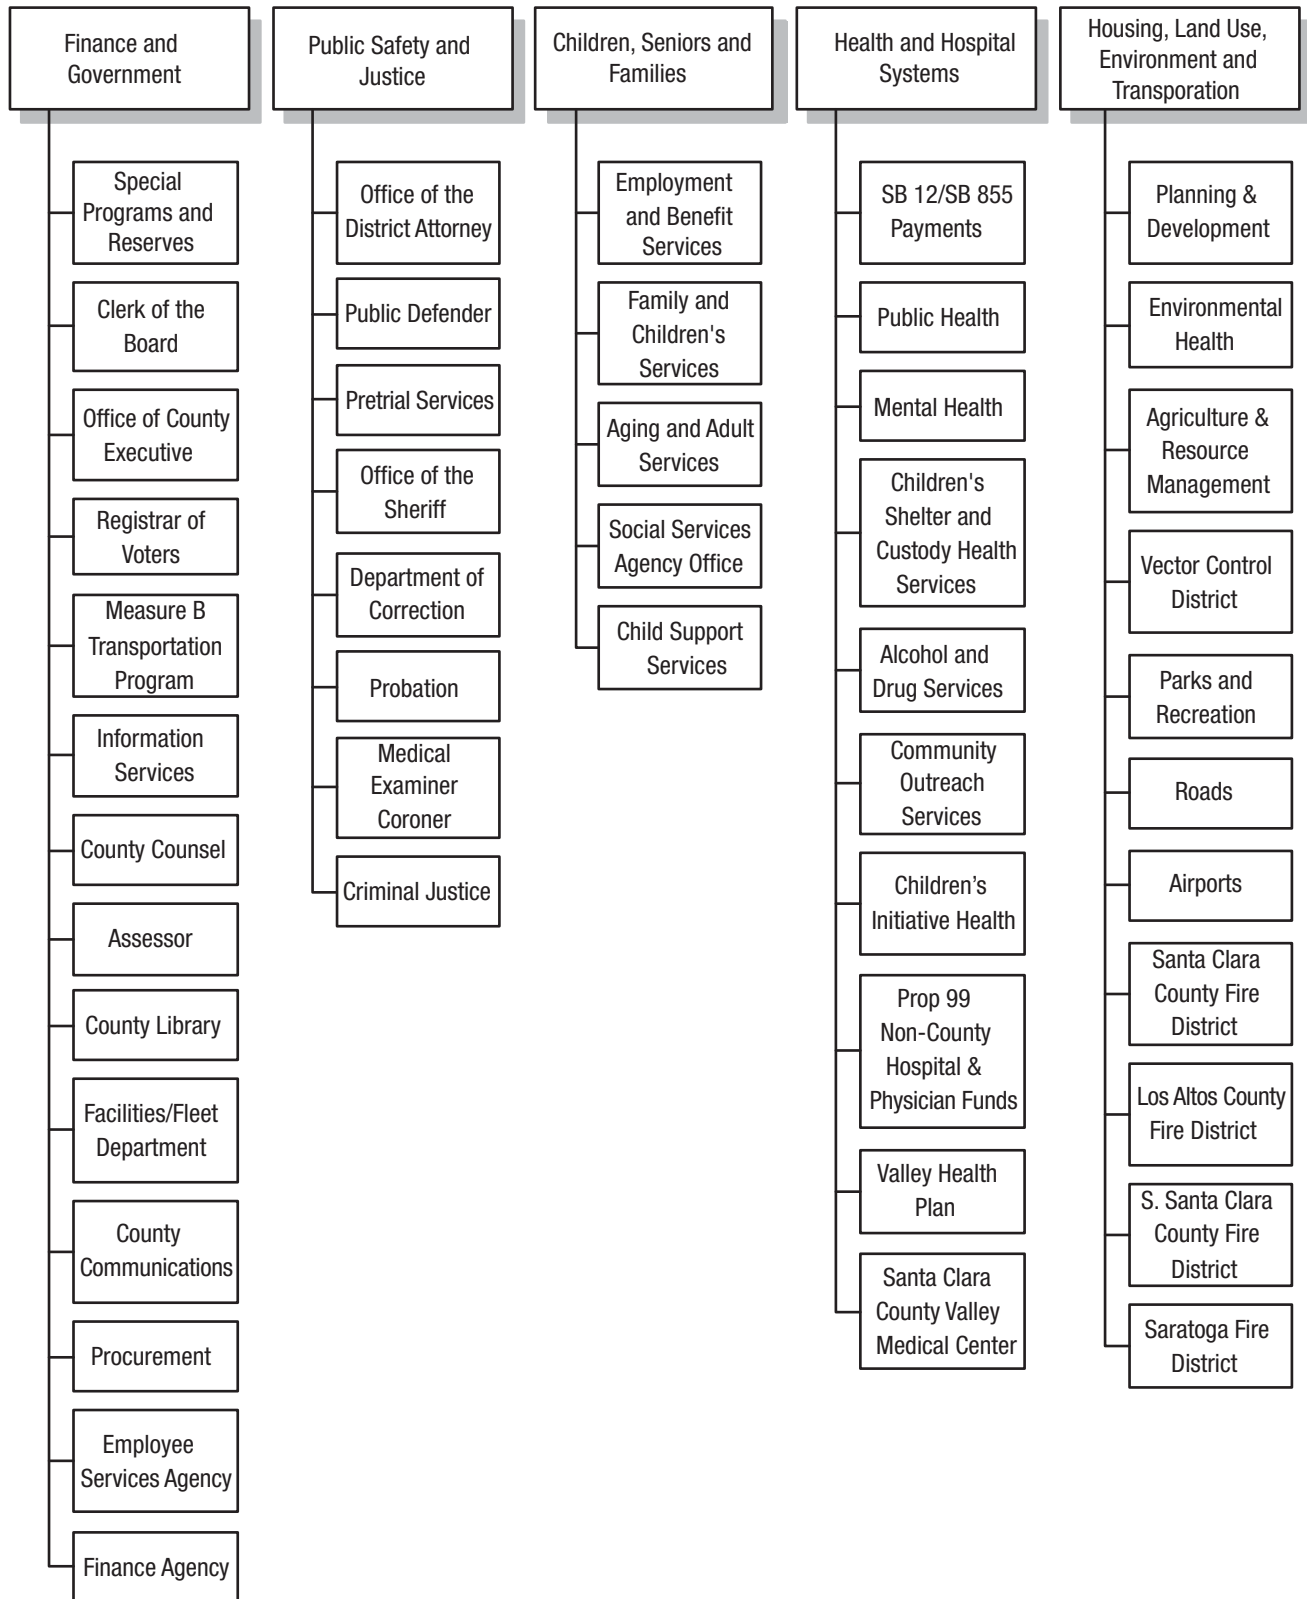 Finance and
Government
Special
Programs and
Reserves
Clerk of the
Board
Office of County
Executive
Registrar of
Voters
Measure B
Transportation
Program
Information
Services
County Counsel
Assessor
County Library
Facilities/Fleet
Department
County
Communications
Procurement
Employee
Services Agency
Finance Agency
Public Safety and
Justice
Office of the
District Attorney
Public Defender
Pretrial Services
Office of the
Sheriff
Department of
Correction
Probation
Medical
Examiner
Coroner
Criminal Justice
Children, Seniors and
Families
Employment
and Benefit
Services
Family and
Children's
Services
Aging and Adult
Services
Social Services
Agency Office
Child Support
Services
Health and Hospital
Systems
SB 12/SB 855
Payments
Public Health
Mental Health
Children's
Shelter and
Custody Health
Services
Alcohol and
Drug Services
Community
Outreach
Services
Children’s
Initiative Health
Prop 99
Non-County
Hospital &
Physician Funds
Valley Health
Plan
Santa Clara
County Valley
Medical Center
Housing, Land Use,
Environment and
Transporation
Planning &
Development
Environmental
Health
Agriculture &
Resource
Management
Vector Control
District
Parks and
Recreation
Roads
Airports
Santa Clara
County Fire
District
Los Altos County
Fire District
S. Santa Clara
County Fire
District
Saratoga Fire
District